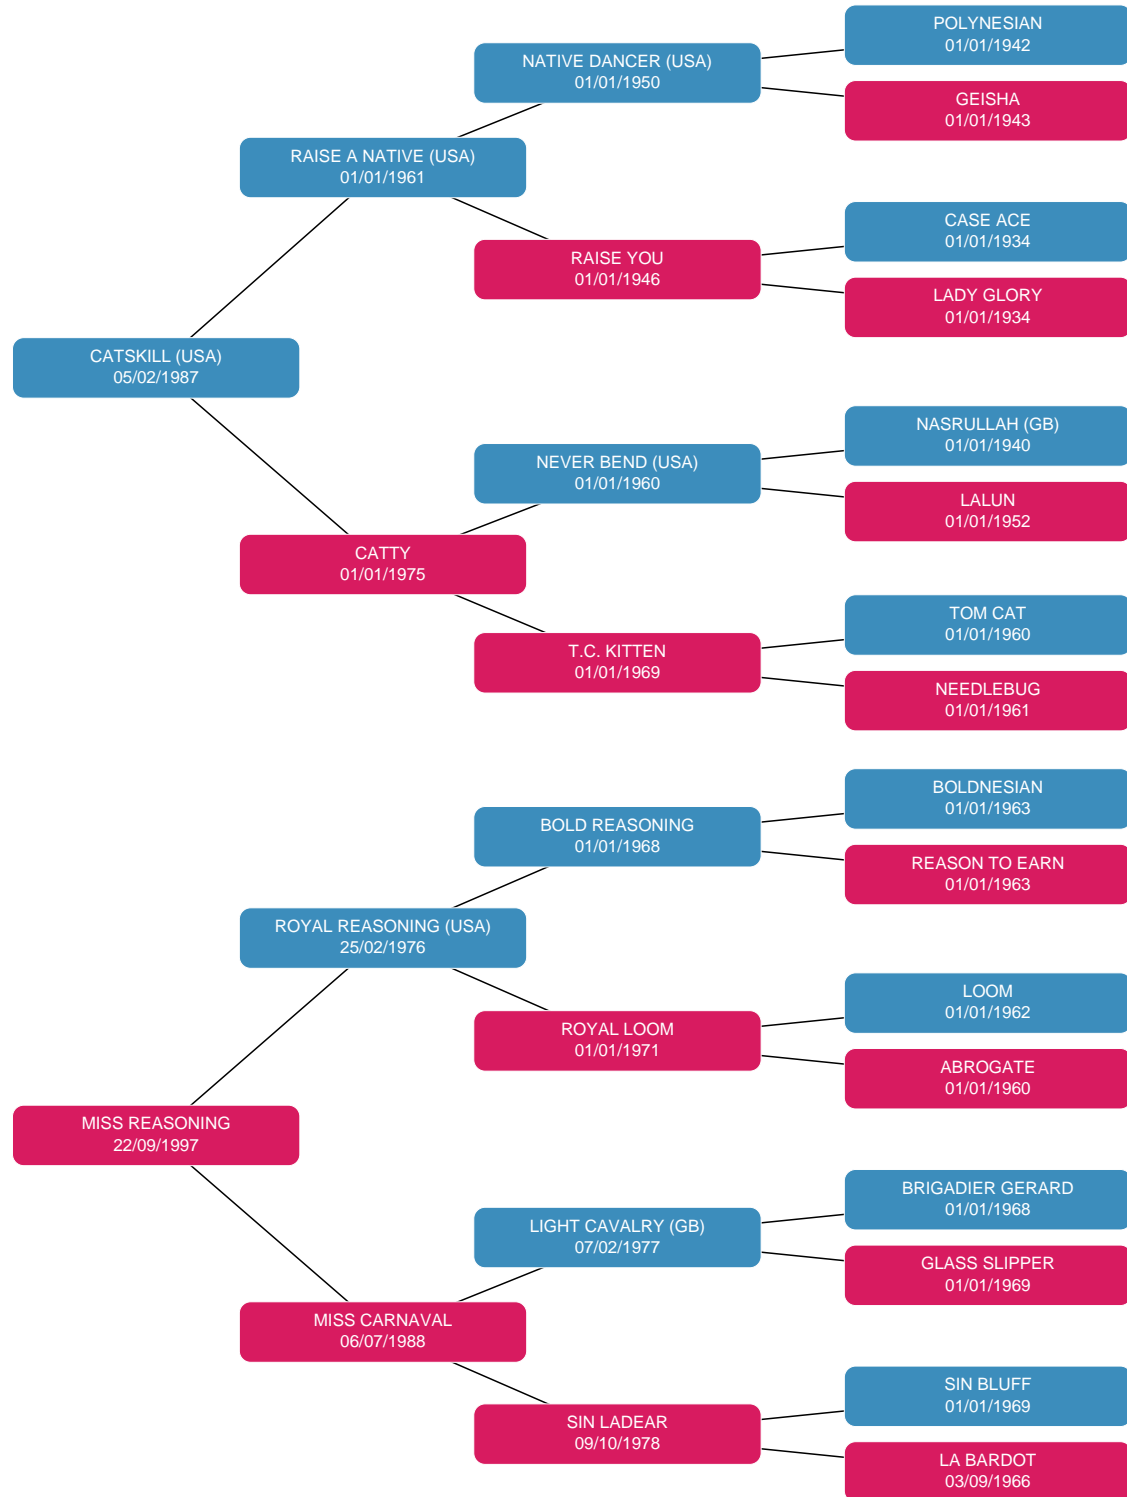 POLYNESIAN
01/01/1942
NATIVE DANCER (USA)
01/01/1950
GEISHA
01/01/1943
RAISE A NATIVE (USA)
01/01/1961
CASE ACE
01/01/1934
RAISE YOU
01/01/1946
LADY GLORY
01/01/1934
CATSKILL (USA)
05/02/1987
NASRULLAH (GB)
01/01/1940
NEVER BEND (USA)
01/01/1960
LALUN
01/01/1952
CATTY
01/01/1975
TOM CAT
01/01/1960
T.C. KITTEN
01/01/1969
NEEDLEBUG
01/01/1961
BOLDNESIAN
01/01/1963
BOLD REASONING
01/01/1968
REASON TO EARN
01/01/1963
ROYAL REASONING (USA)
25/02/1976
LOOM
01/01/1962
ROYAL LOOM
01/01/1971
ABROGATE
01/01/1960
MISS REASONING
22/09/1997
BRIGADIER GERARD
01/01/1968
LIGHT CAVALRY (GB)
07/02/1977
GLASS SLIPPER
01/01/1969
MISS CARNAVAL
06/07/1988
SIN BLUFF
01/01/1969
SIN LADEAR
09/10/1978
LA BARDOT
03/09/1966